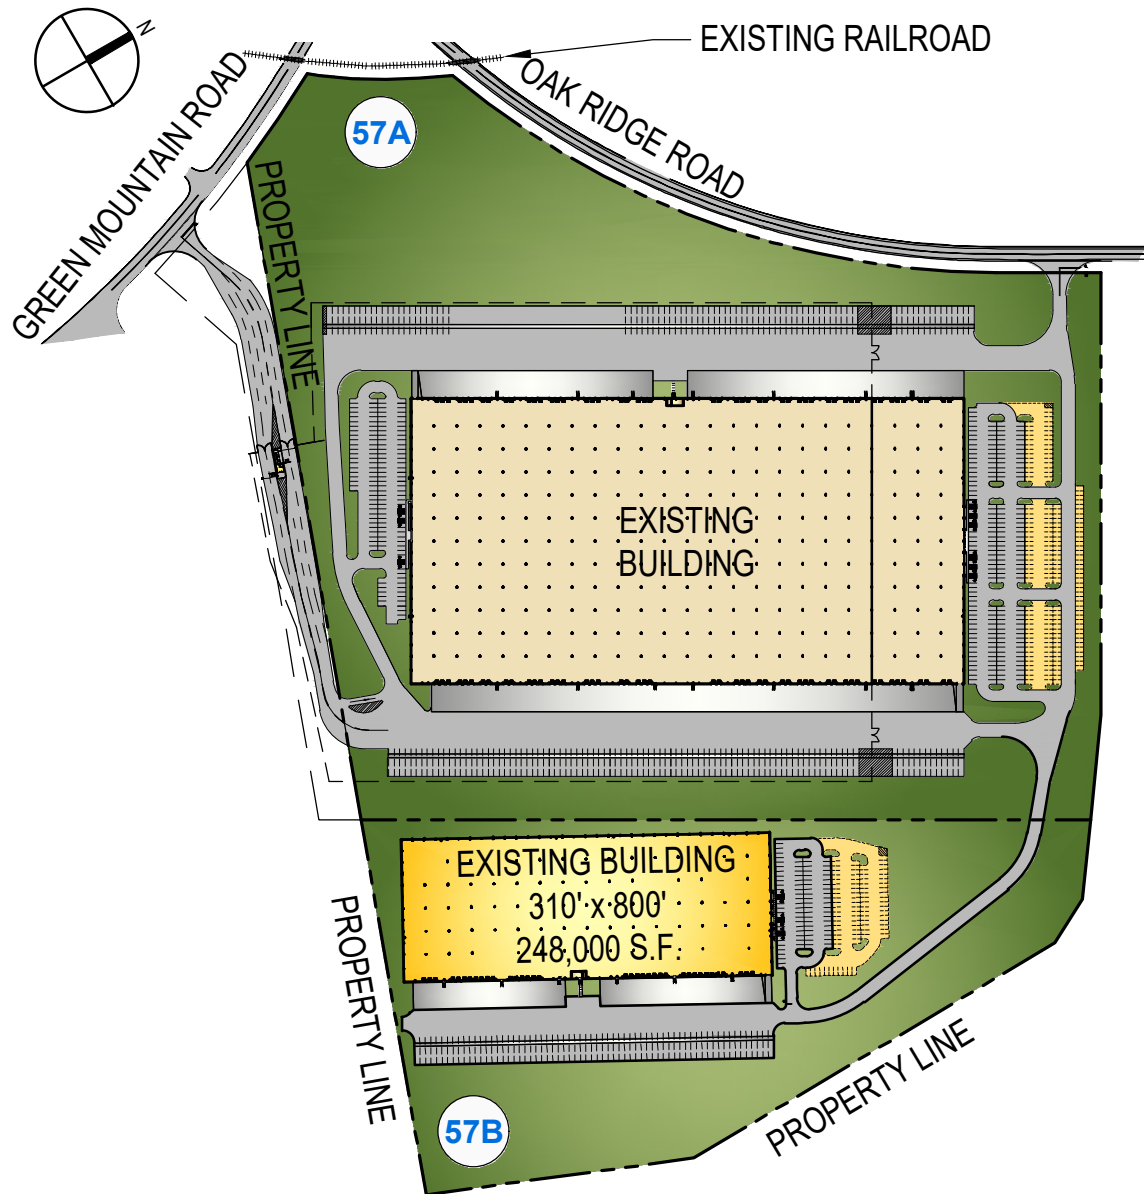 N
EXISTING RAILROAD
GREEN MOUNTAIN ROAD
OAK RIDGE ROAD
57A
PROPERTY LINE
EXISTING
BUILDING
EXISTING BUILDING
310' x 800'
248,000 S.F.
PROPERTY LINE
PROPERTY LINE
57B